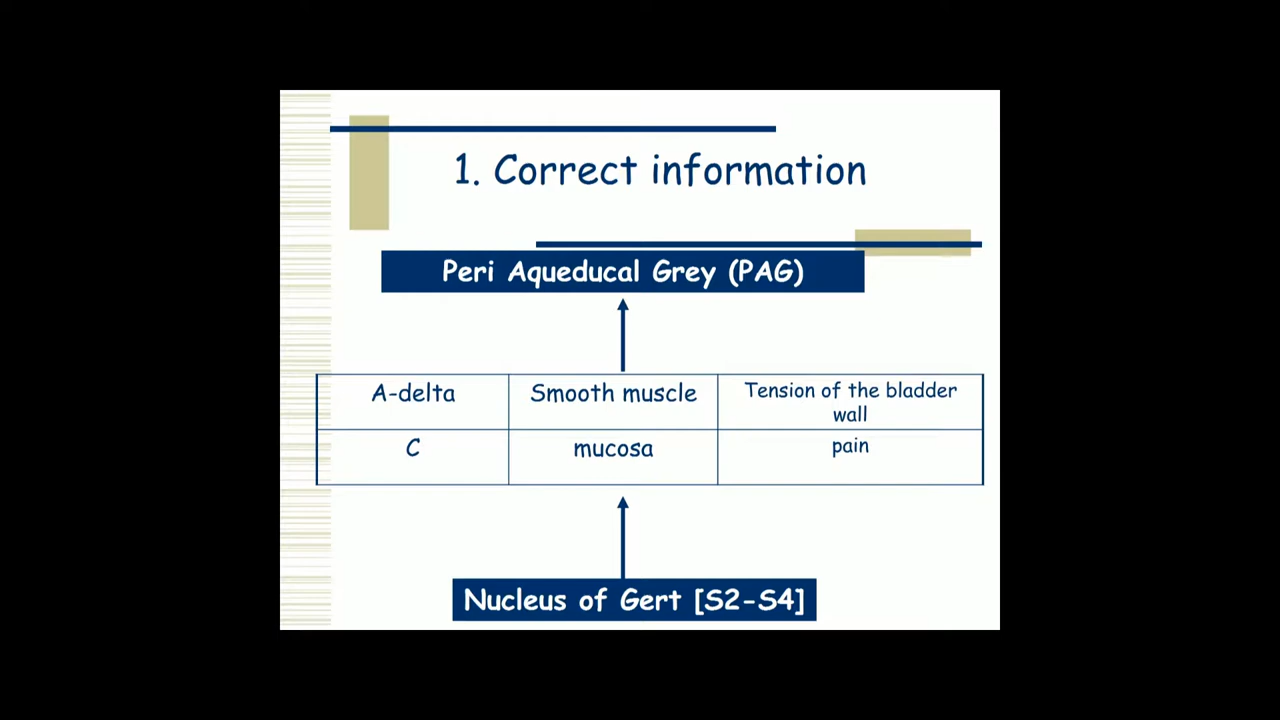 1. Correct information
Peri Aqueducal Grey (PAG)
A-delta
Smooth muscle
Tension of the bladder
wall
C
mucosa
pain
Nucleus of Gert [S2-S4]